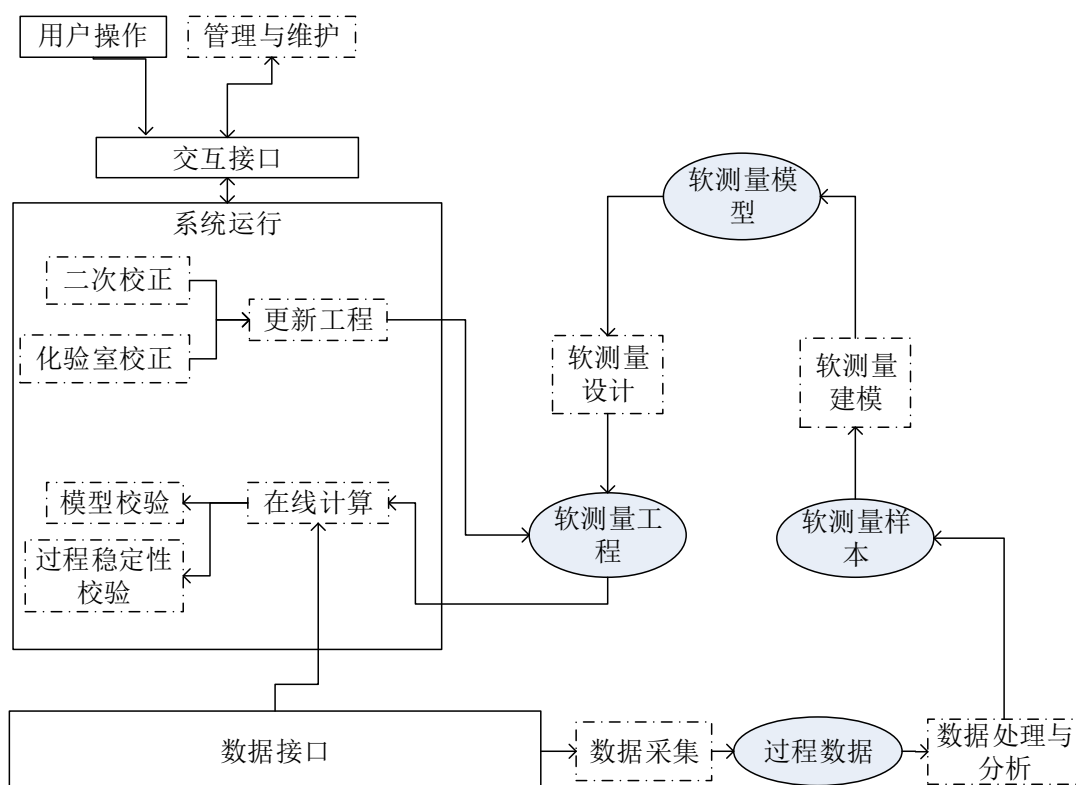 用户操作
管理与维护
交互接口
系统运行
二次校正
更新工程
化验室校正
模型校验
在线计算
过程稳定性
校验
软测量模
型
软测量
设计
软测量
建模
软测量工
程
软测量样
本
数据接口
数据采集
过程数据
数据处理与
分析